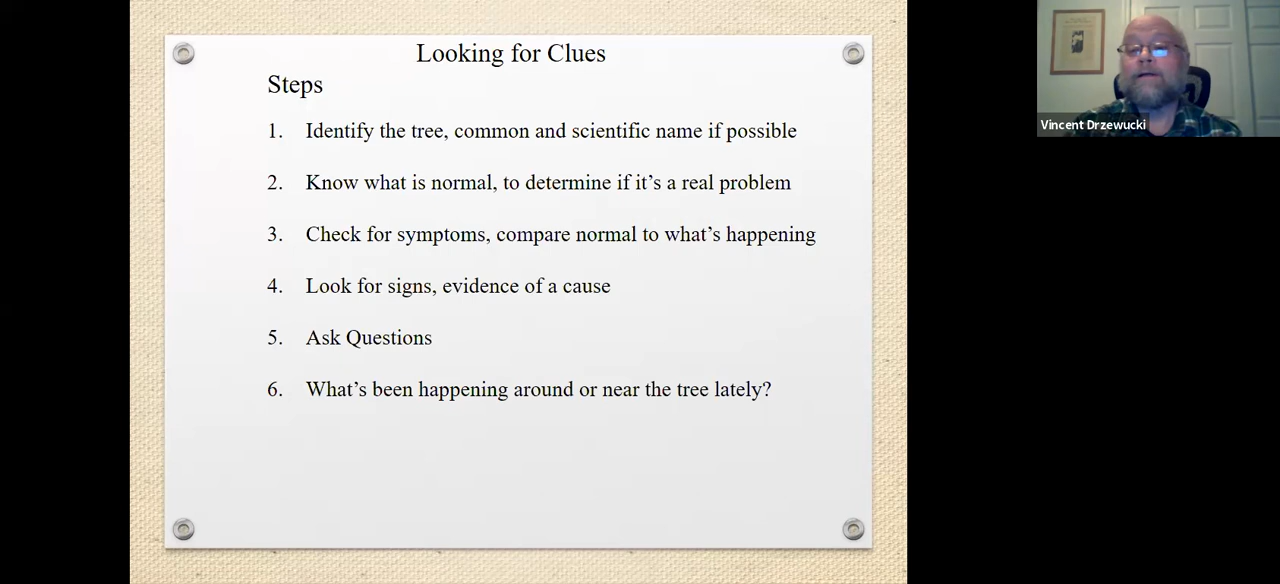 Looking for Clues
Steps
1. Identify the tree, common and scientific name if possible
2. Know what is normal, to determine if it’s a real problem
3. Check for symptoms, compare normal to what’s happening
4. Look for signs, evidence of a cause
5. Ask Questions
6. What’s been happening around or near the tree lately?
Vincent Drzewucki